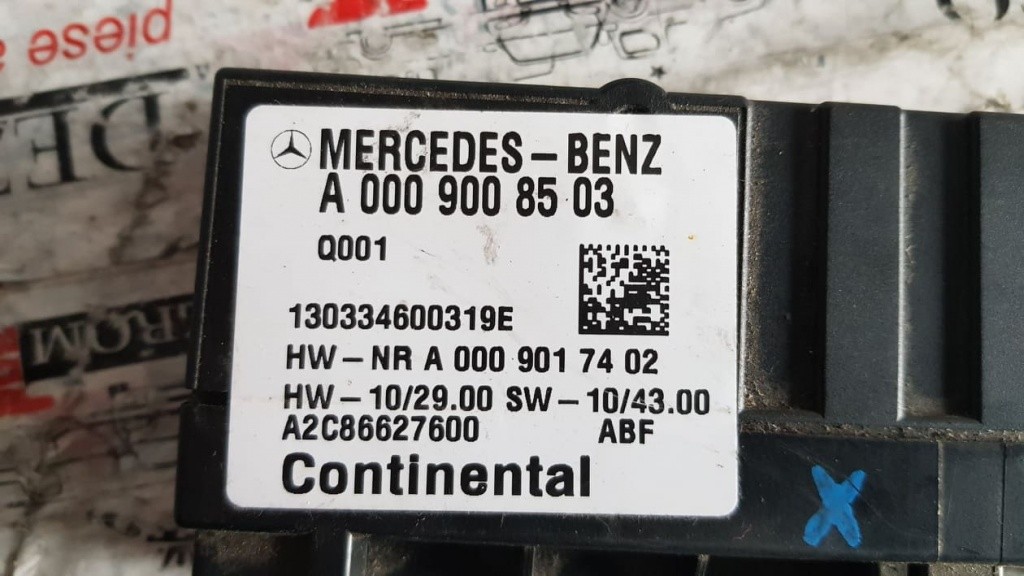 piese a
MERCEDES-BENZ
A 000 900 85 03
Q001
130334600319E
HW-NR A 000 901 74 02
HW-10/29.00 SW-10/43.00
A2C86627600 ABF
Continental